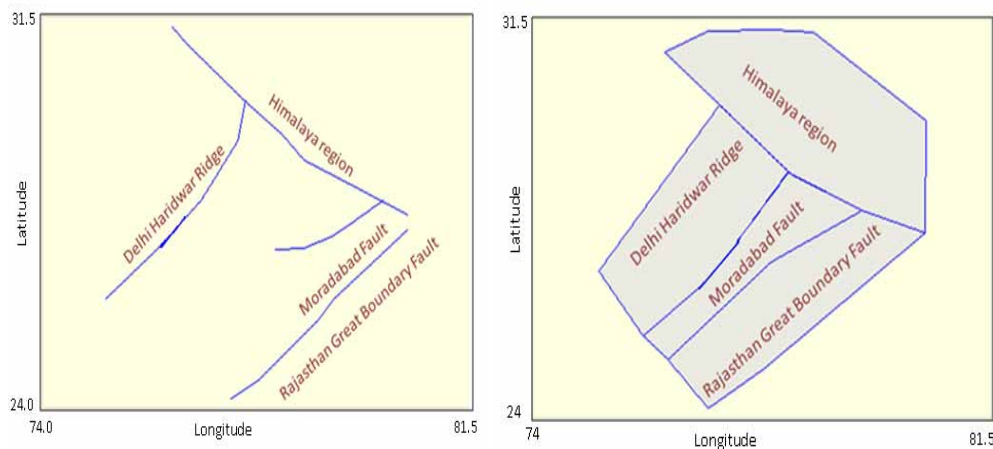 31.5
Himalaya region
Delhi Haridwar Ridge
Latitude
Moradabad Fault
Rajasthan Great Boundary Fault
24.0
74.0
Longitude
81.5
31.5
Himalaya region
Delhi Haridwar Ridge
Latitude
Moradabad Fault
Rajasthan Great Boundary Fault
24
74
Longitude
81.5